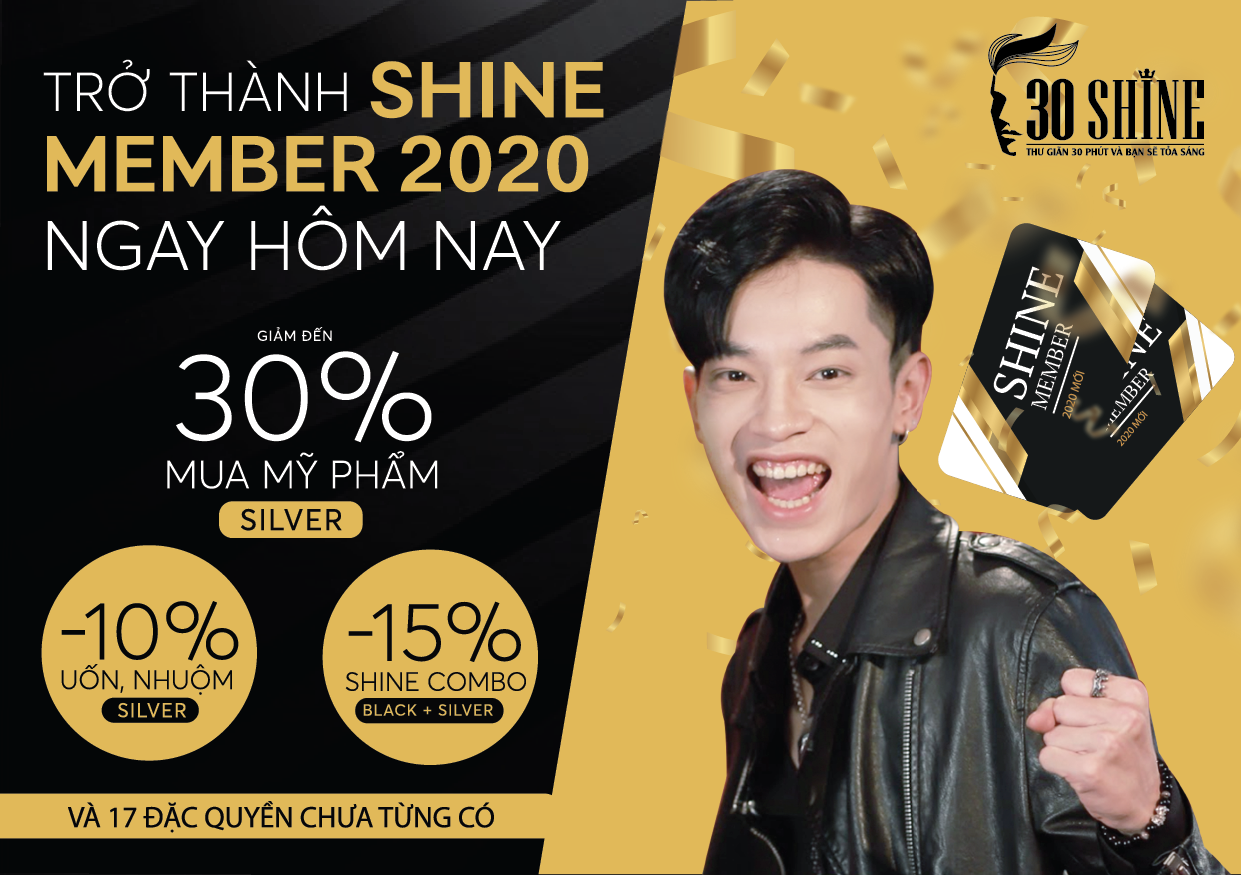 TRỞ THÀNH SHINE
MEMBER 2020
NGAY HÔM NAY
GIẢM ĐẾN
30%
MUA MỸ PHẨM
SILVER
-10%
UỐN, NHUỘM
SILVER
-15%
SHINE COMBO
BLACK + SILVER
VÀ 17 ĐẶC QUYỀN CHƯA TỪNG CÓ
30 SHINE
THƯ GIÃN 30 PHÚT VÀ BẠN SẼ TỎA SÁNG
SHINE
MEMBER
2020 MỚI
NE
EMBER
2020 MỚI